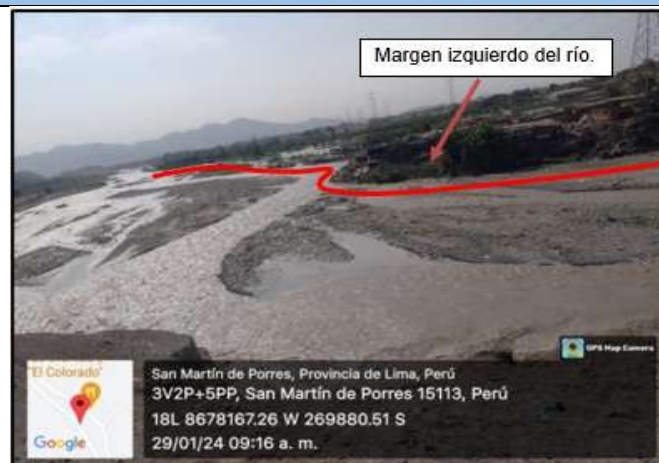 Margen izquierdo del río.
GPS Map Camera
"El Colorado"
11
Google
San Martín de Porres, Provincia de Lima, Perú
3V2P+5PP, San Martín de Porres 15113, Perú
18L 8678167.26 W 269880.51 S
29/01/24 09:16 a. m.